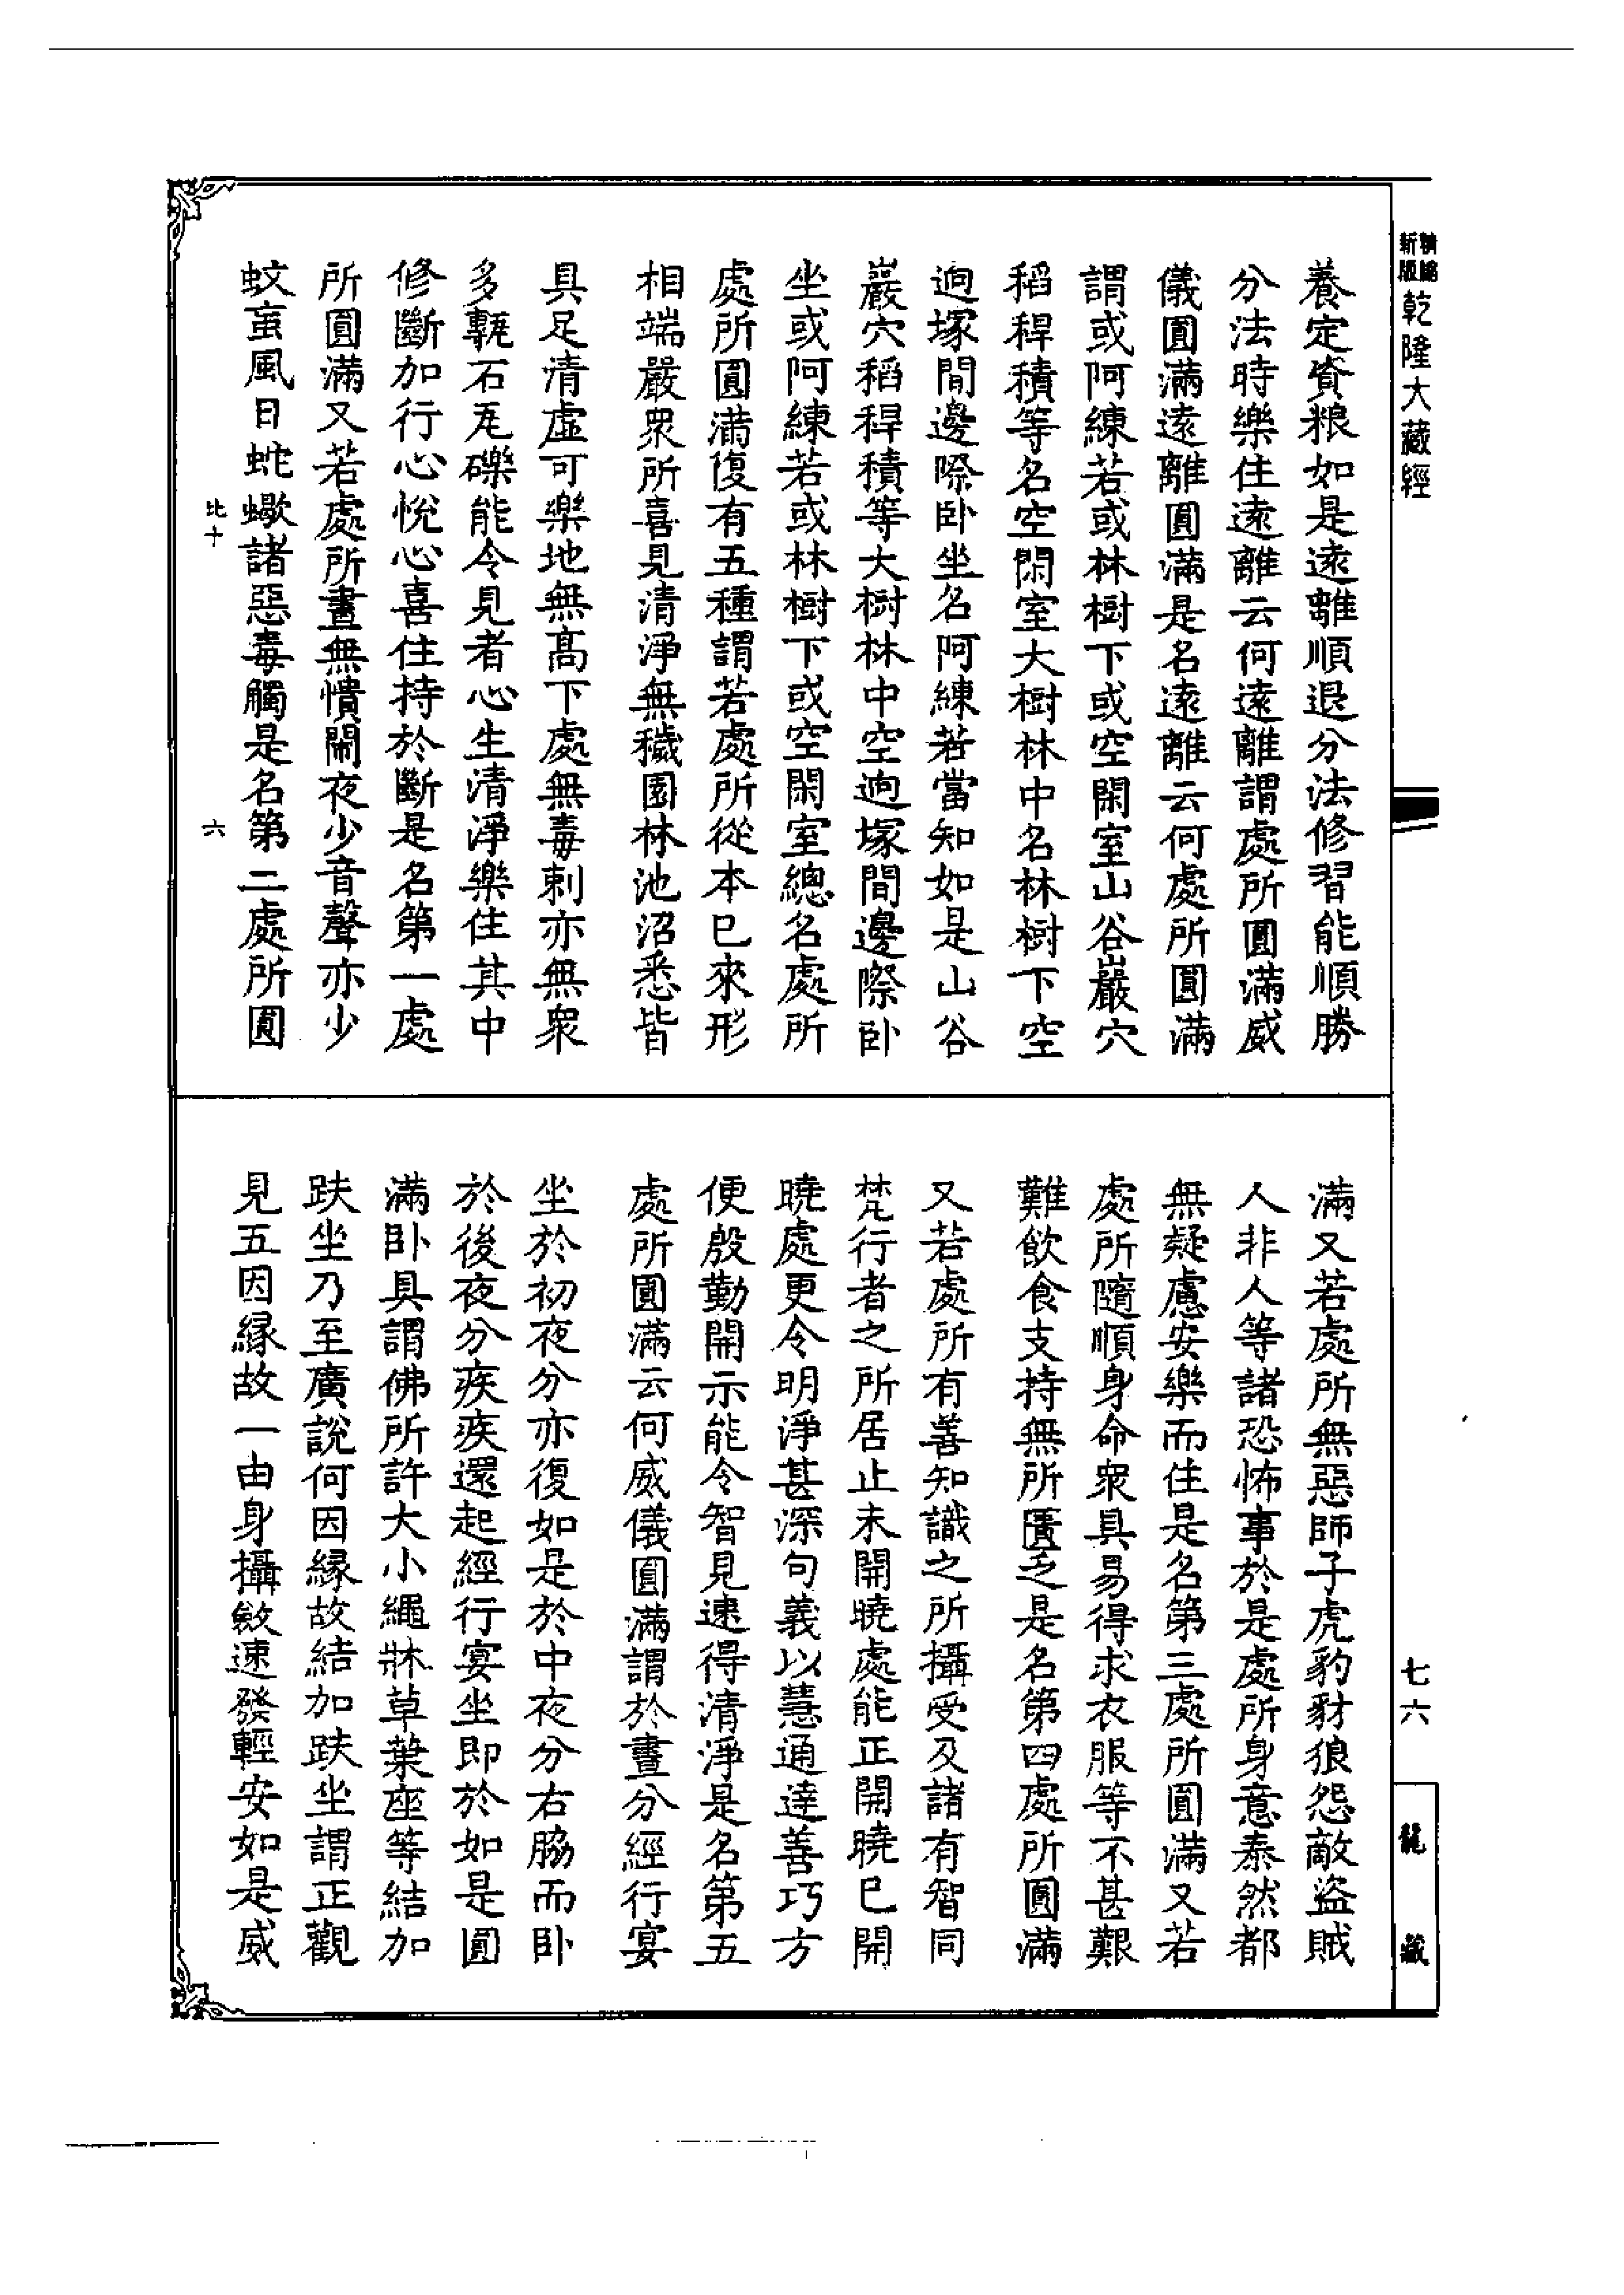 精縮新版
乾隆大藏經
養定資粮如是遠離順退分法修習能順勝
分法時樂住遠離云何遠離謂處所圓滿威
儀圓滿遠離圓滿是名遠離云何處所圓滿
謂或阿練若或林樹下或空閑室山谷巖穴
稻稈積等名空閑室大樹林中名林樹下空
逈塚間邊際卧坐名阿練若當知如是山谷
巖穴稻稈積等大樹林中空逈塚間邊際卧
坐或阿練若或林樹下或空閑室總名處所
處所圓滿復有五種謂若處所從本已來形
相端嚴衆所喜見清淨無穢園林池沼悉皆
具足清虛可樂地無髙下處無毒刺亦無衆
多甎石瓦礫能令見者心生清淨樂住其中
修斷加行心悅心喜住持於斷是名第一處
所圓滿又若處所晝無憒閙夜少音聲亦少
蚊䖟風日蛇蠍諸惡毒觸是名第二處所圓
比十
六
滿又若處所無惡師子虎豹豺狼怨敵盜賊
人非人等諸恐怖事於是處所身意泰然都
無疑慮安樂而住是名第三處所圓滿又若
處所隨順身命衆具易得求衣服等不甚艱
難飲食支持無所匱乏是名第四處所圓滿
又若處所有善知識之所攝受及諸有智同
梵行者之所居止未開曉處能正開曉已開
曉處更令明淨甚深句義以慧通達善巧方
便殷勤開示能令智見速得清淨是名第五
處所圓滿云何威儀圓滿謂於晝分經行宴
坐於初夜分亦復如是於中夜分右脇而卧
於後夜分疾疾還起經行宴坐即於如是圓
滿卧具謂佛所許大小繩牀草葉座等結加
趺坐乃至廣說何因緣故結加趺坐謂正觀
見五因緣故一由身攝斂速發輕安如是威
七六
龍藏